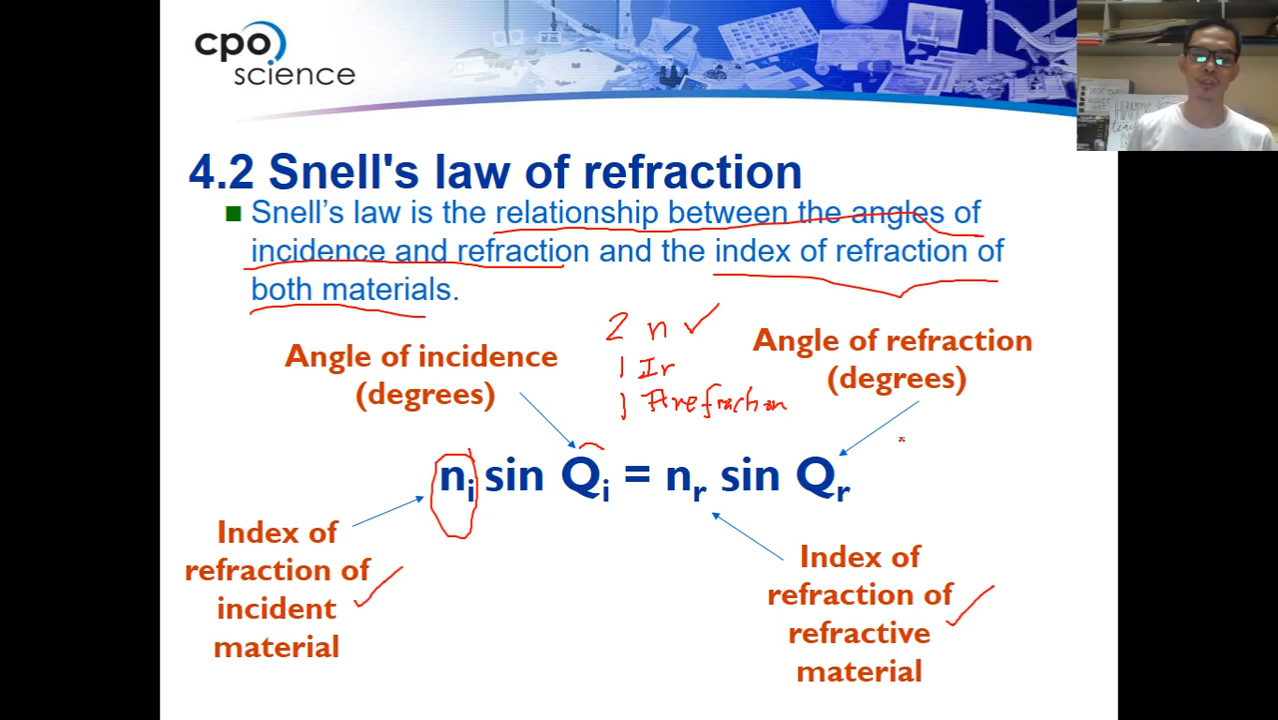 cpo
science
4.2 Snell's law of refraction
Snell's law is the relationship between the angles of
incidence and refraction and the index of refraction of
both materials.
2 n
1 Ir
1 Arefraction
Angle of incidence
(degrees)
Angle of refraction
(degrees)
ni sin Qi = nr sin Qr
Index of
refraction of
incident
material
Index of
refraction of
refractive
material